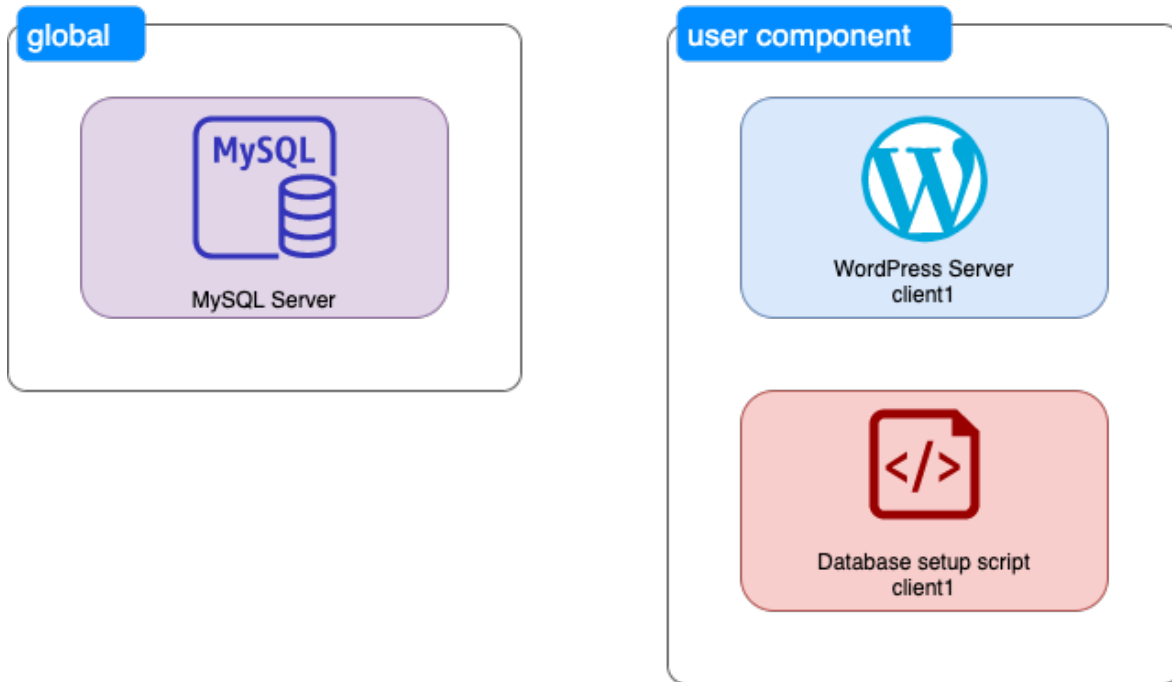 global
MySQL
MySQL Server
user component
W
WordPress Server
client1
</>
Database setup script
client1